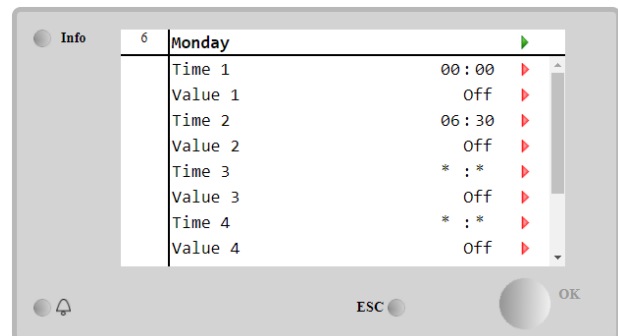 Info
6 Monday
Time 1 00:00
Value 1 Off
Time 2 06:30
Value 2 Off
Time 3 * :*
Value 3 Off
Time 4 * :*
Value 4 Off
ESC
OK